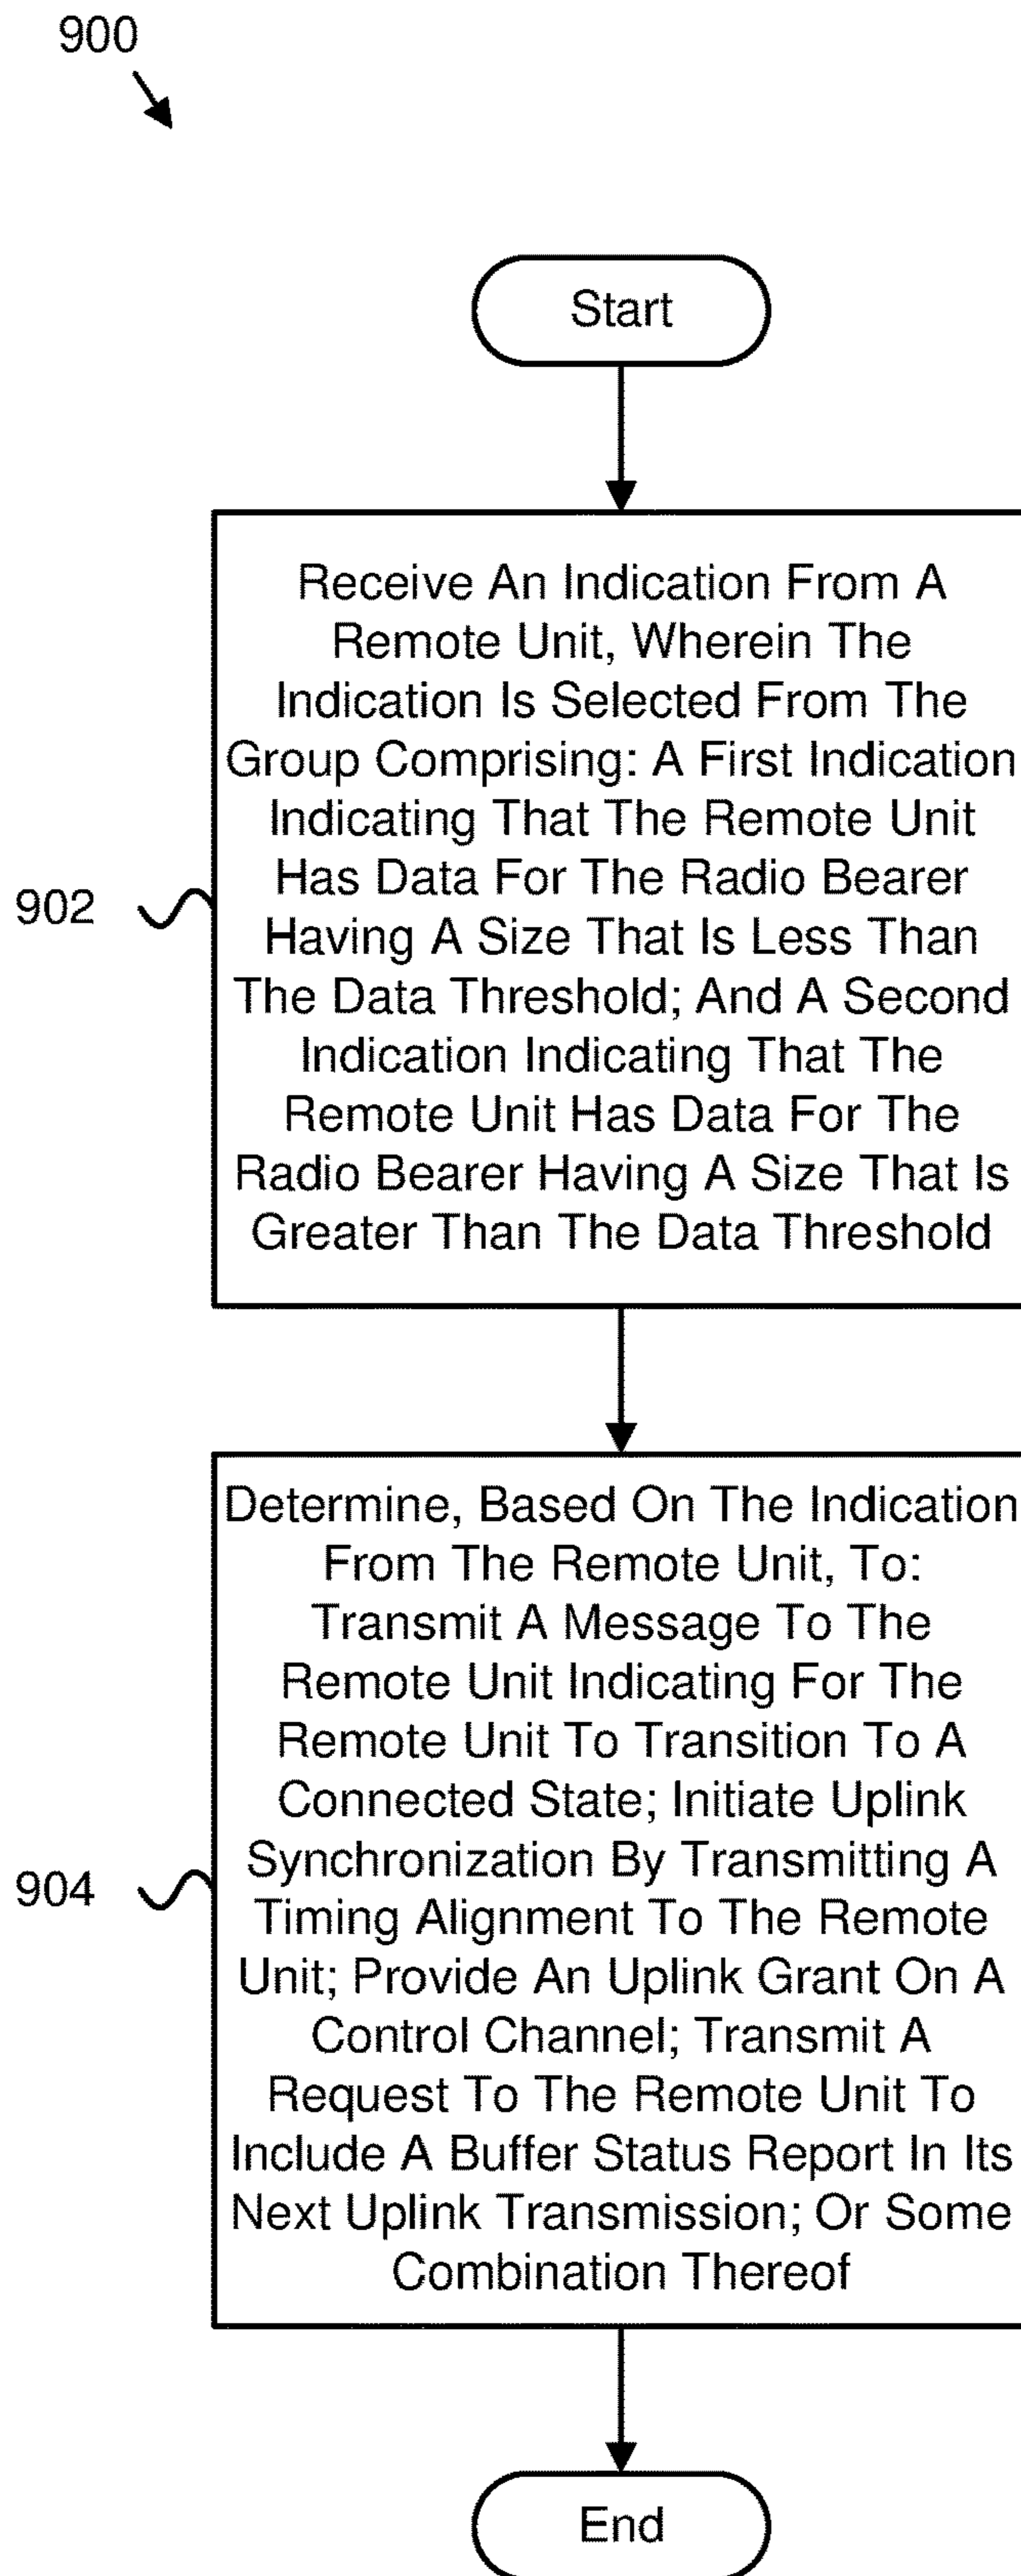 900
Start
Receive An Indication From A
Remote Unit, Wherein The
Indication Is Selected From The
Group Comprising: A First Indication
Indicating That The Remote Unit
Has Data For The Radio Bearer
902
Having A Size That Is Less Than
The Data Threshold; And A Second
Indication Indicating That The
Remote Unit Has Data For The
Radio Bearer Having A Size That Is
Greater Than The Data Threshold
Determine, Based On The Indication
From The Remote Unit, To:
Transmit A Message To The
Remote Unit Indicating For The
Remote Unit To Transition To A
Connected State; Initiate Uplink
Synchronization By Transmitting A
904
Timing Alignment To The Remote
Unit; Provide An Uplink Grant On A
Control Channel; Transmit A
Request To The Remote Unit To
Include A Buffer Status Report In Its
Next Uplink Transmission; Or Some
Combination Thereof
End